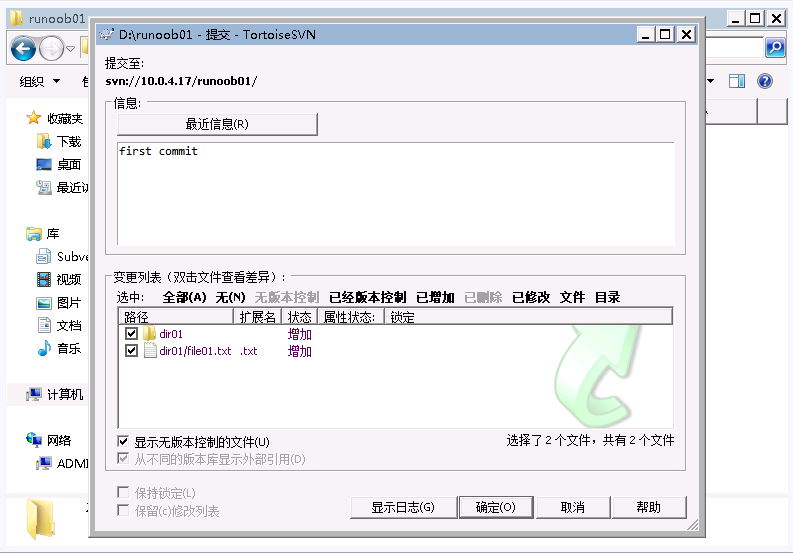 runoob01
D:\runoob01 - 提交 - TortoiseSVN
提交至:
svn://10.0.4.17/runoob01/
组织
收藏夹
下载
桌面
库
视频
图片
文档
音乐
计算机
网络
信息:
最近信息(R)
first commit
变更列表（双击文件查看差异）:
选中: 全部(A) 无(N) 无版本控制 已经版本控制 已增加 已删除 已修改 文件 目录
路径 扩展名 状态 属性状态: 锁定
dir01 增加
dir01/file01.txt .txt 增加
显示无版本控制的文件(U)
选择了 2 个文件，共有 2 个文件
从不同的版本库显示外部引用(D)
保持锁定(L)
保留(c)修改列表
显示日志(G) 确定(O) 取消 帮助